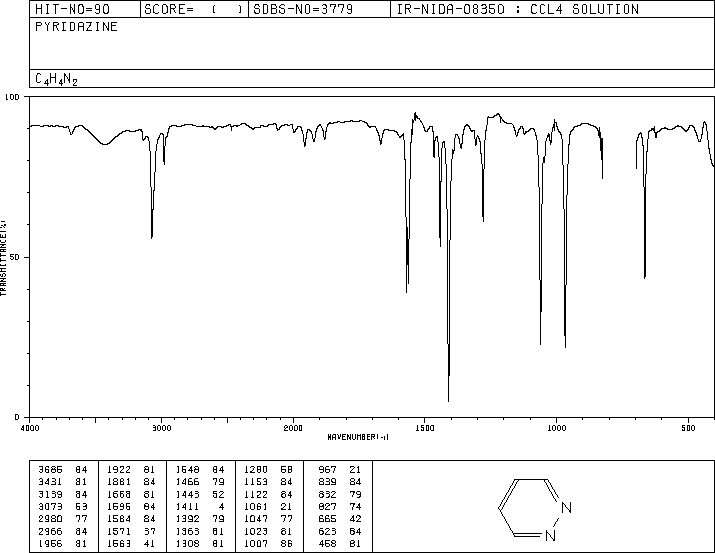 HIT-NO=90 SCORE= ( ) SDBS-NO=3779 IR-NIDA-08350 : CCL4 SOLUTION
PYRIDAZINE
C4H4N2
100
50
0
TRANSMITTANCE(%)
4000 3000 2000 1500 1000 500
WAVENUMBER(-1)
3685 84 1922 81 1648 84 1280 58 967 21
3431 81 1881 84 1466 79 1153 84 839 84
3139 84 1668 81 1443 52 1122 84 832 79
3073 53 1596 84 1411 4 1061 21 827 74
2980 77 1584 84 1392 79 1047 77 665 42
2966 84 1571 37 1363 81 1023 81 623 84
1956 81 1563 41 1308 81 1007 86 458 81
N
N